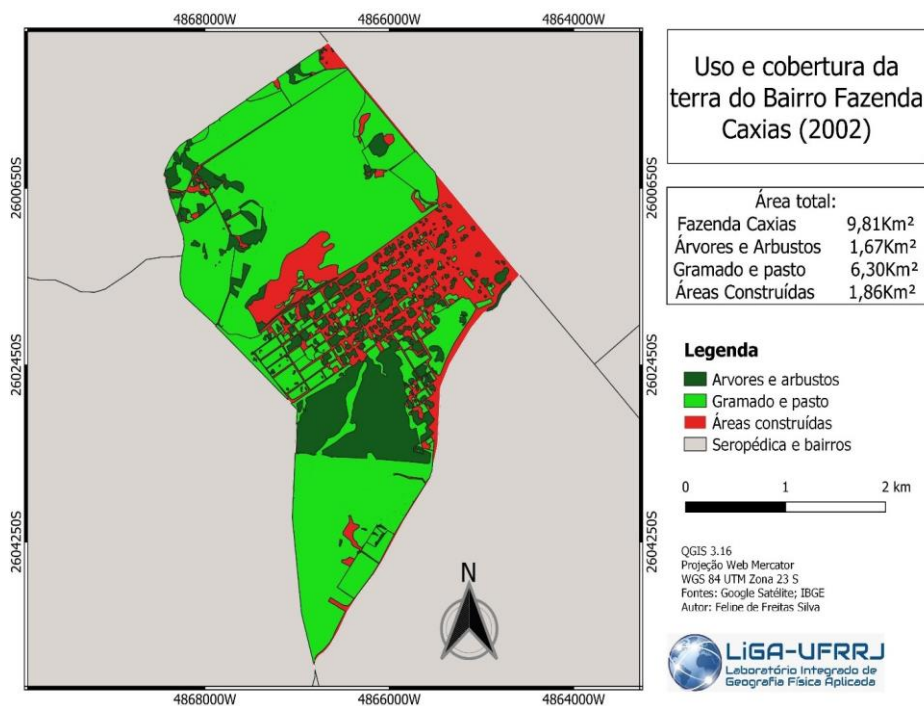 4868000W 4866000W 4864000W
Uso e cobertura da
terra do Bairro Fazenda
Caxias (2002)
2600650S 2600650S
Área total:
Fazenda Caxias 9,81Km²
Árvores e Arbustos 1,67Km²
Gramado e pasto 6,30Km²
Áreas Construídas 1,86Km²
2602450S 2602450S
Legenda
Arvores e arbustos
Gramado e pasto
Áreas construídas
Seropédica e bairros
0 1 2 km
2604250S 2604250S
QGIS 3.16
Projeção Web Mercator
WGS 84 UTM Zona 23 S
Fontes: Google Satélite; IBGE
Autor: Felipe de Freitas Silva
N
LiGA-UFRRJ
Laboratório Integrado de
Geografia Física Aplicada
4868000W 4866000W 4864000W